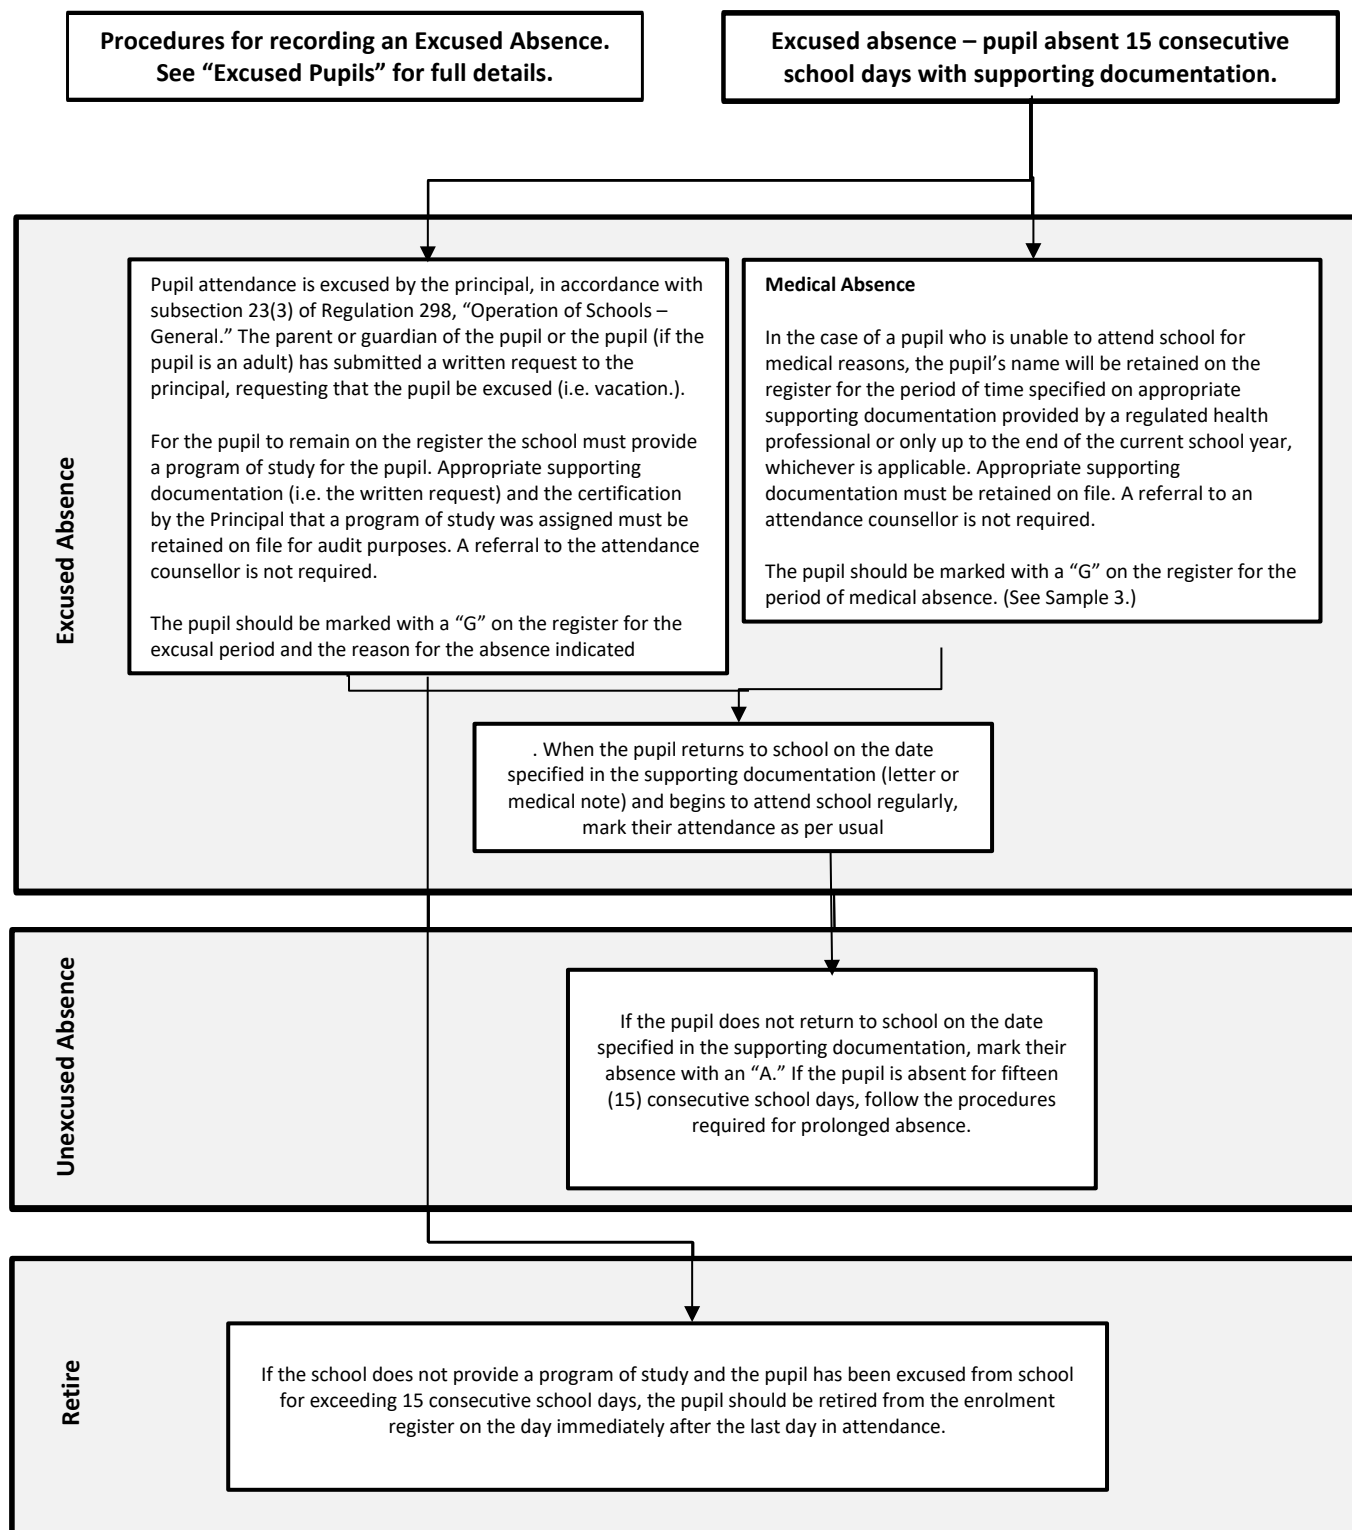 Procedures for recording an Excused Absence.
See “Excused Pupils” for full details.
Excused absence – pupil absent 15 consecutive
school days with supporting documentation.
Excused Absence
Pupil attendance is excused by the principal, in accordance with
subsection 23(3) of Regulation 298, “Operation of Schools –
General.” The parent or guardian of the pupil or the pupil (if the
pupil is an adult) has submitted a written request to the
principal, requesting that the pupil be excused (i.e. vacation.).
For the pupil to remain on the register the school must provide
a program of study for the pupil. Appropriate supporting
documentation (i.e. the written request) and the certification
by the Principal that a program of study was assigned must be
retained on file for audit purposes. A referral to the attendance
counsellor is not required.
The pupil should be marked with a “G” on the register for the
excusal period and the reason for the absence indicated
Medical Absence
In the case of a pupil who is unable to attend school for
medical reasons, the pupil’s name will be retained on the
register for the period of time specified on appropriate
supporting documentation provided by a regulated health
professional or only up to the end of the current school year,
whichever is applicable. Appropriate supporting
documentation must be retained on file. A referral to an
attendance counsellor is not required.
The pupil should be marked with a “G” on the register for the
period of medical absence. (See Sample 3.)
. When the pupil returns to school on the date
specified in the supporting documentation (letter or
medical note) and begins to attend school regularly,
mark their attendance as per usual
Unexcused Absence
If the pupil does not return to school on the date
specified in the supporting documentation, mark their
absence with an “A.” If the pupil is absent for fifteen
(15) consecutive school days, follow the procedures
required for prolonged absence.
Retire
If the school does not provide a program of study and the pupil has been excused from school
for exceeding 15 consecutive school days, the pupil should be retired from the enrolment
register on the day immediately after the last day in attendance.